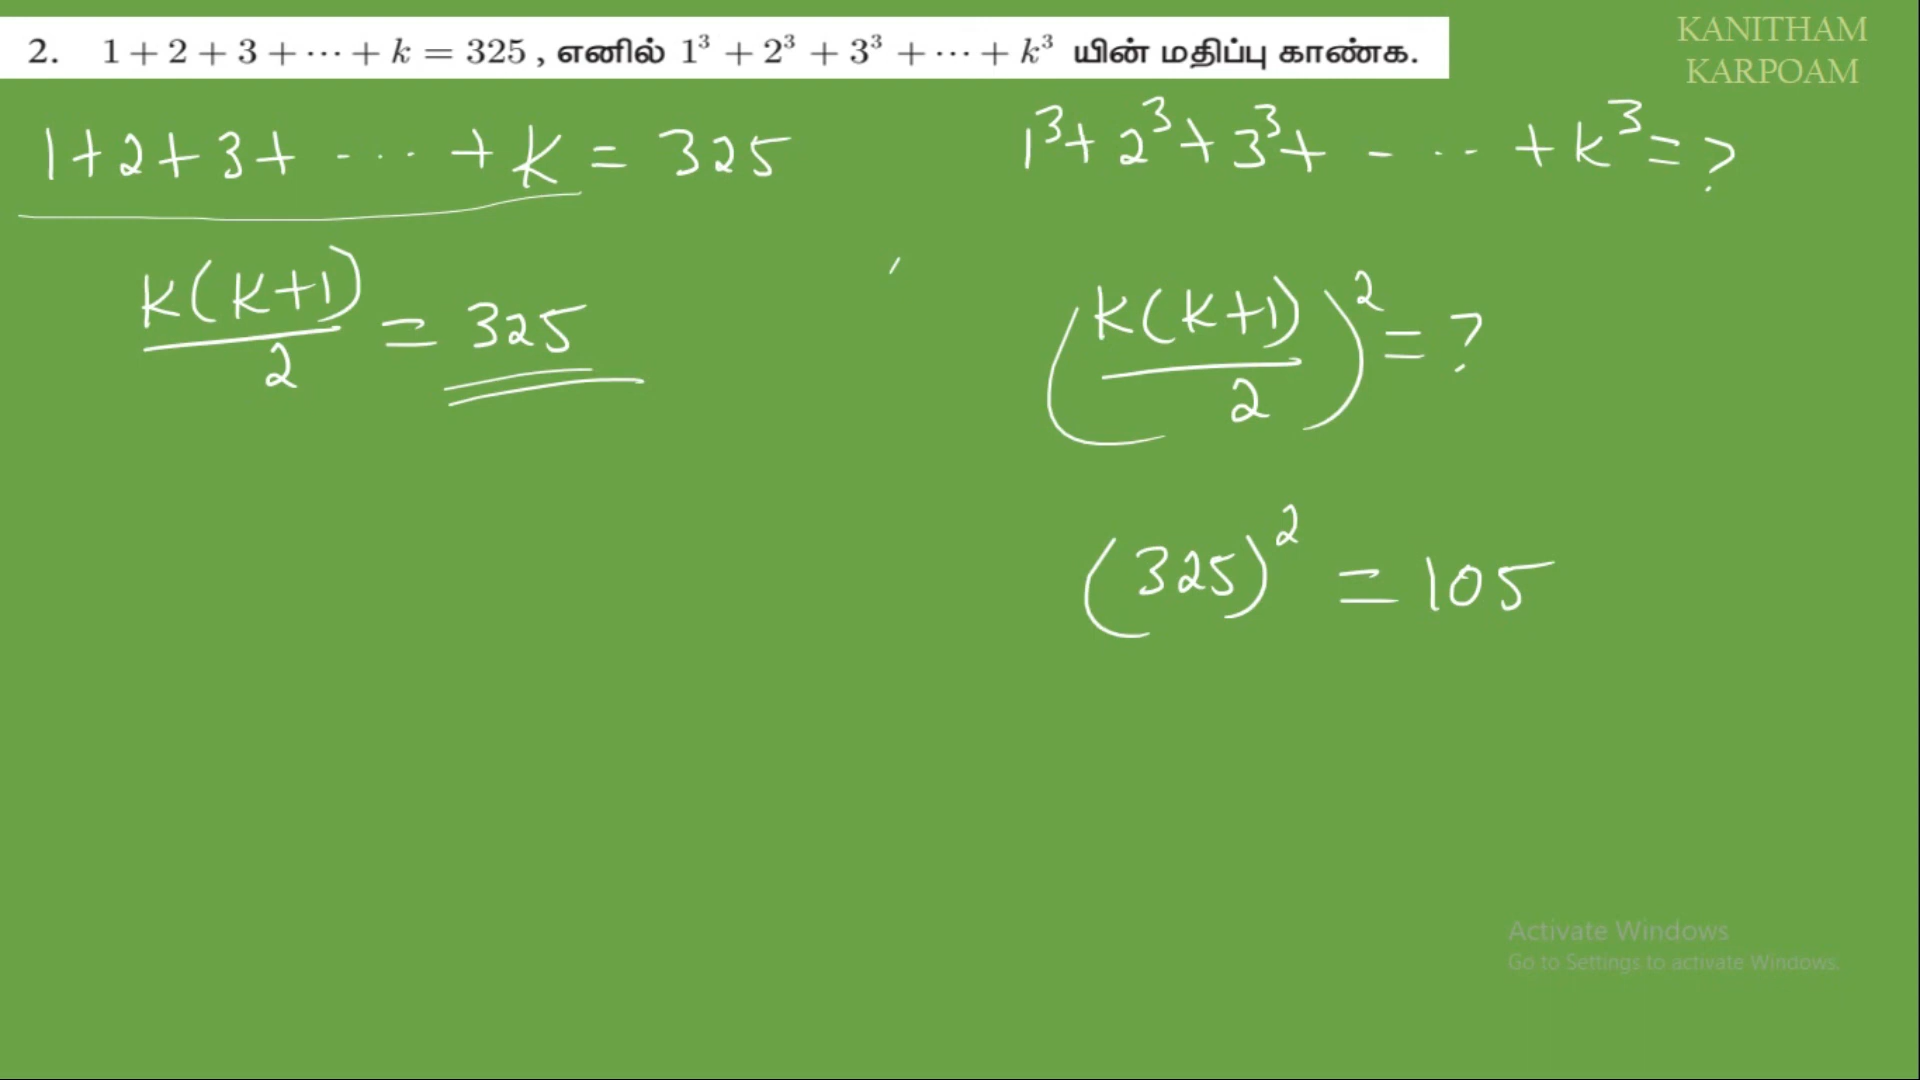 2. 1 + 2 + 3 + ⋯ + k = 325 , எனில் 1³ + 2³ + 3³ + ⋯ + k³ யின் மதிப்பு காண்க.
KANITHAM
KARPOAM
1+2+3+ - ... + K = 325
1³+ 2³+ 3³+ - ... + K³ = ?
K(K+1)/2 = 325
(K(K+1)/2)² = ?
(325)² = 105
Activate Windows
Go to Settings to activate Windows.